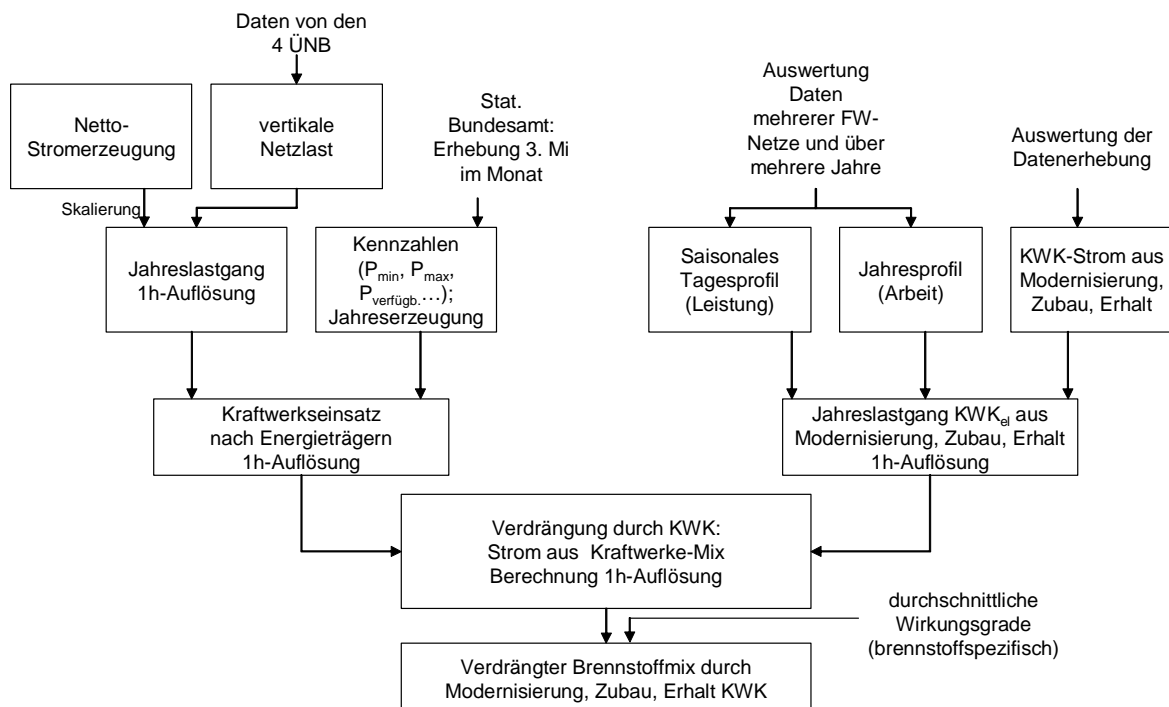 Daten von den
4 ÜNB
Netto-
Stromerzeugung
vertikale
Netzlast
Stat.
Bundesamt:
Erhebung 3. Mi
im Monat
Auswertung
Daten
mehrerer FW-
Netze und über
mehrere Jahre
Auswertung der
Datenerhebung
Skalierung
Jahreslastgang
1h-Auflösung
Kennzahlen
(Pmin, Pmax,
Pverfügb.…);
Jahreserzeugung
Saisonales
Tagesprofil
(Leistung)
Jahresprofil
(Arbeit)
KWK-Strom aus
Modernisierung,
Zubau, Erhalt
Kraftwerkseinsatz
nach Energieträgern
1h-Auflösung
Jahreslastgang KWKel aus
Modernisierung, Zubau, Erhalt
1h-Auflösung
Verdrängung durch KWK:
Strom aus Kraftwerke-Mix
Berechnung 1h-Auflösung
durchschnittliche
Wirkungsgrade
(brennstoffspezifisch)
Verdrängter Brennstoffmix durch
Modernisierung, Zubau, Erhalt KWK